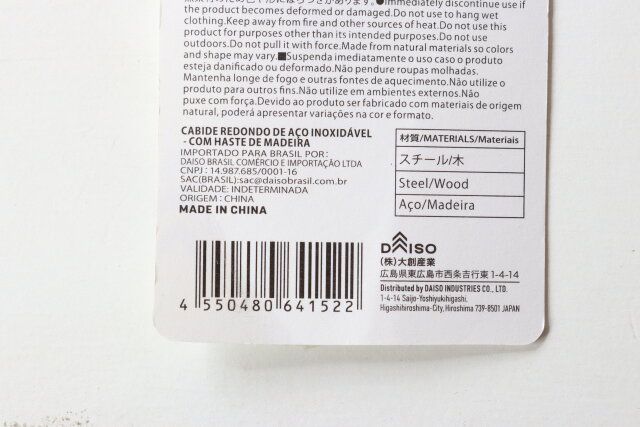 ●Immediately discontinue use if
the product becomes deformed or damaged.Do not use to hang wet
clothing.Keep away from fire and other sources of heat.Do not use this
product for purposes other than its intended purposes.Do not use
outdoors.Do not pull it with force.Made from natural materials so colors
and shape may vary.■Suspenda imediatamente o uso caso o produto
esteja danificado ou deformado.Não pendure roupas molhadas.
Mantenha longe de fogo e outras fontes de aquecimento.Não utilize o
produto para outros fins.Não utilize em ambientes externos.Não
puxe com força.Devido ao produto ser fabricado com materiais de origem
natural, poderá apresentar variações na cor e formato.
CABIDE REDONDO DE AÇO INOXIDÁVEL
- COM HASTE DE MADEIRA
IMPORTADO PARA BRASIL POR:
DAISO BRASIL COMÉRCIO E IMPORTAÇÃO LTDA
CNPJ : 14.987.685/0001-16
SAC(BRASIL):sac@daisobrasil.com.br
VALIDADE: INDETERMINADA
ORIGEM : CHINA
MADE IN CHINA
材質/MATERIALS/Materiais
スチール/木
Steel/Wood
Aço/Madeira
4 550480 641522
DAISO
(株)大創産業
広島県東広島市西条吉行東1-4-14
Distributed by DAISO INDUSTRIES CO., LTD.
1-4-14 Saijo-Yoshiyukihigashi,
Higashihiroshima-City, Hiroshima 739-8501 JAPAN